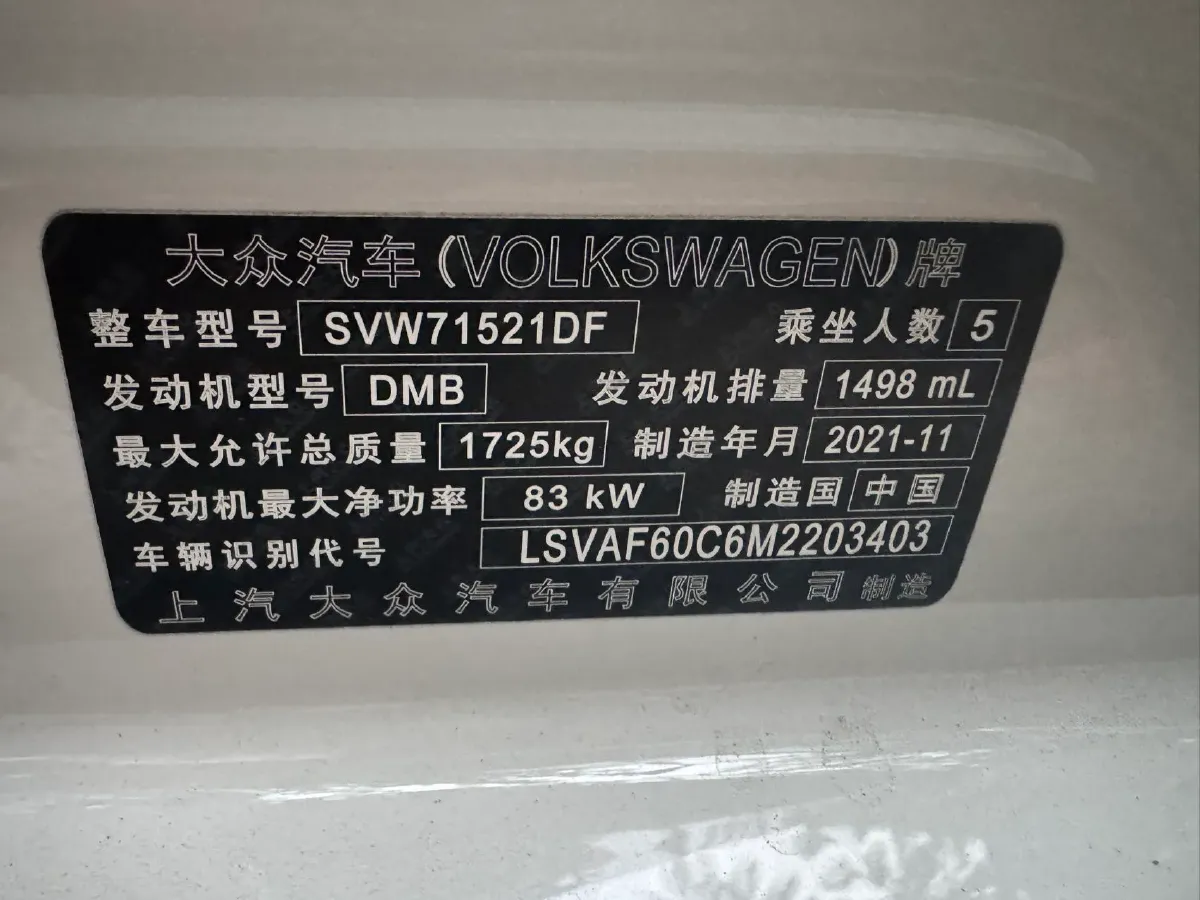 大众汽车(VOLKSWAGEN)牌
整车型号 SVW71521DF 乘坐人数 5
发动机型号 DMB 发动机排量 1498 mL
最大允许总质量 1725kg 制造年月 2021-11
发动机最大净功率 83 kW 制造国 中国
车辆识别代号 LSVAF60C6M2203403
上汽大众汽车有限公司制造